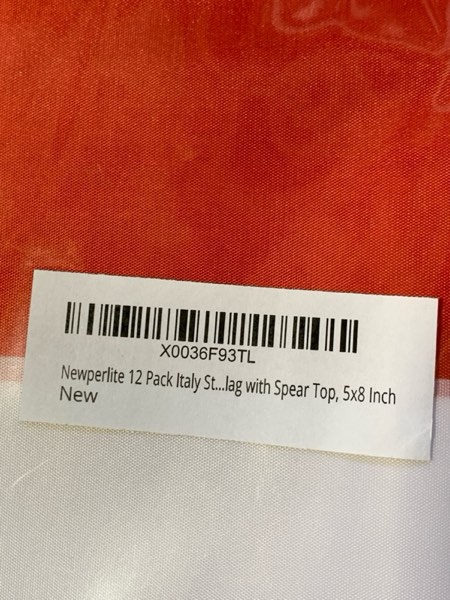 X0036F93TL
Newperlite 12 Pack Italy St...lag with Spear Top, 5x8 Inch
New